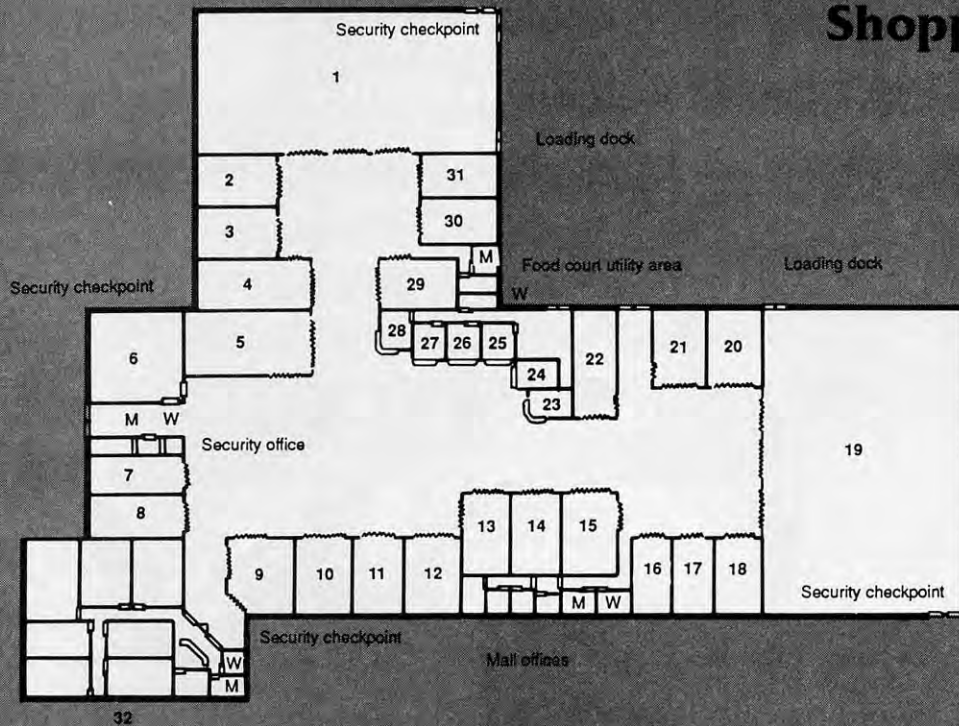 Shopp
Security checkpoint
1
Loading dock
2
31
3
30
M
Food court utility area
Loading dock
Security checkpoint
4
29
W
5
6
28
27
26
25
22
21
20
24
23
M W
Security office
19
7
8
13
14
15
9
10
11
12
16
17
18
M W
Security checkpoint
Security checkpoint
W
Mall offices
M
32